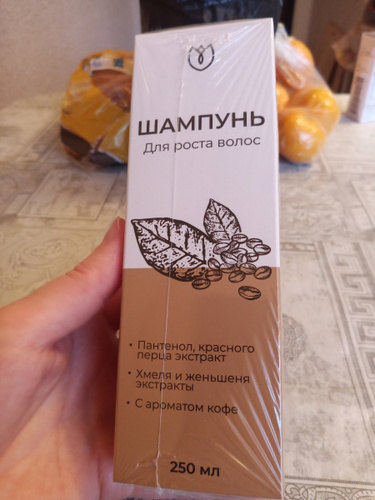 ШАМПУНЬ
Для роста волос
• Пантенол, красного
перца экстракт
• Хмеля и женьшеня
экстракты
• С ароматом кофе
250 мл